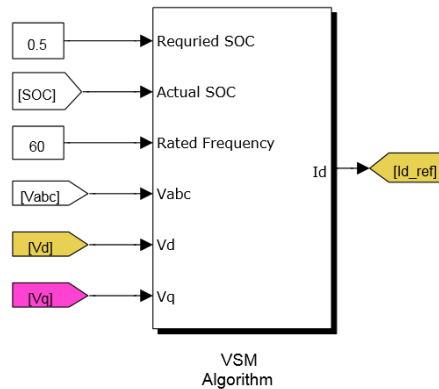 0.5
Requried SOC
[SOC]
Actual SOC
60
Rated Frequency
Id
[Id_ref]
[Vabc]
Vabc
[Vd]
Vd
[Vq]
Vq
VSM
Algorithm